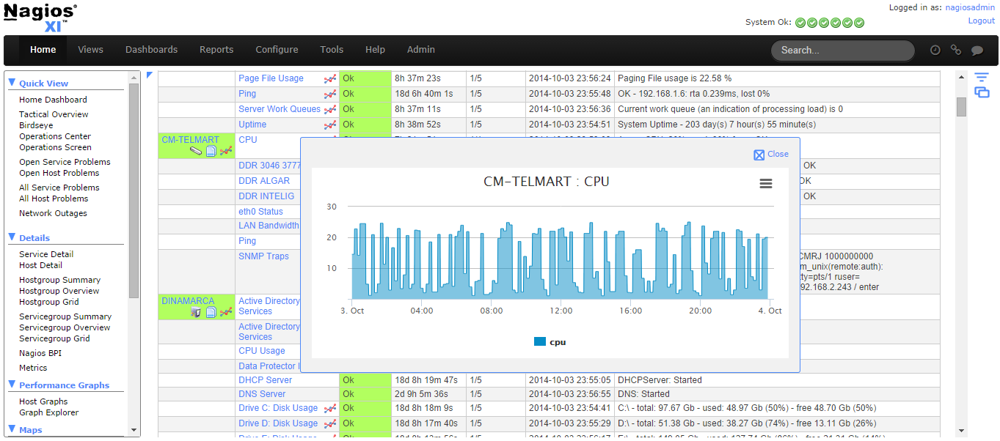 Nagios®
XI™
Logged in as: nagiosadmin
System Ok:
Logout
Home Views Dashboards Reports Configure Tools Help Admin Search...
Quick View
Home Dashboard
Tactical Overview
Birdseye
Operations Center
Operations Screen
Open Service Problems
Open Host Problems
All Service Problems
All Host Problems
Network Outages
Details
Service Detail
Host Detail
Hostgroup Summary
Hostgroup Overview
Hostgroup Grid
Servicegroup Summary
Servicegroup Overview
Servicegroup Grid
Nagios BPI
Metrics
Performance Graphs
Host Graphs
Graph Explorer
Maps
Page File Usage Ok 8h 37m 23s 1/5 2014-10-03 23:56:24 Paging File usage is 22.58 %
Ping Ok 18d 6h 40m 1s 1/5 2014-10-03 23:55:48 OK - 192.168.1.6: rta 0.239ms, lost 0%
Server Work Queues Ok 8h 37m 11s 1/5 2014-10-03 23:56:36 Current work queue (an indication of processing load) is 0
Uptime Ok 8h 38m 52s 1/5 2014-10-03 23:54:51 System Uptime - 203 day(s) 7 hour(s) 55 minute(s)
CM-TELMART CPU
DDR 3046 3777 OK
DDR ALGAR OK
DDR INTELIG OK
eth0 Status
LAN Bandwidth
Ping
SNMP Traps
CMRJ 1000000000
m_unix(remote:auth):
tty=pts/1 ruser=
92.168.2.243 / enter
Close
CM-TELMART : CPU
30
20
10
3. Oct 04:00 08:00 12:00 16:00 20:00 4. Oct
cpu
DINAMARCA Active Directory
Services
Active Directory
Services
CPU Usage
Data Protector I
DHCP Server Ok 18d 8h 19m 47s 1/5 2014-10-03 23:55:05 DHCPServer: Started
DNS Server Ok 2d 9h 5m 36s 1/5 2014-10-03 23:56:55 DNS: Started
Drive C: Disk Usage Ok 18d 8h 18m 9s 1/5 2014-10-03 23:54:41 C:\ - total: 97.67 Gb - used: 48.97 Gb (50%) - free 48.70 Gb (50%)
Drive D: Disk Usage Ok 18d 8h 17m 40s 1/5 2014-10-03 23:55:29 D:\ - total: 51.38 Gb - used: 38.27 Gb (74%) - free 13.11 Gb (26%)